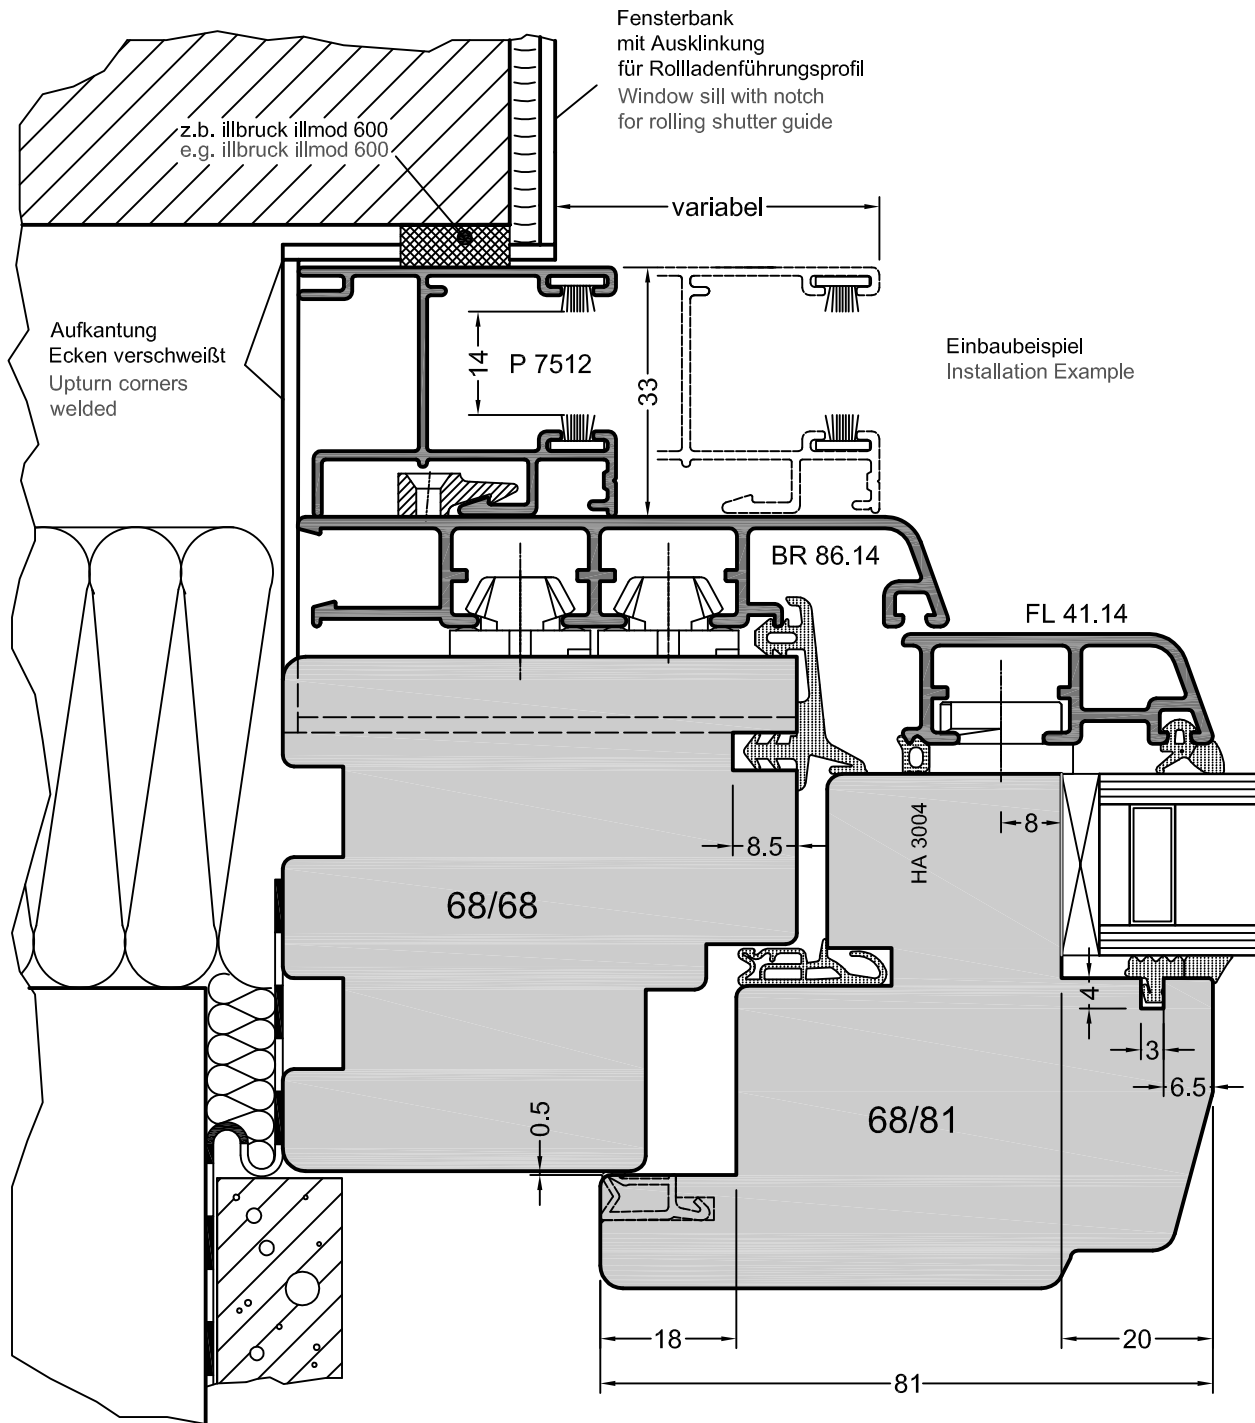 Fensterbank
mit Ausklinkung
für Rollladenführungsprofil
Window sill with notch
for rolling shutter guide
z.b. illbruck illmod 600
e.g. illbruck illmod 600
variabel
Aufkantung
Ecken verschweißt
Upturn corners
welded
14
P 7512
33
Einbaubeispiel
Installation Example
BR 86.14
FL 41.14
8.5
HA 3004
8
68/68
4
3
6.5
0.5
68/81
18
20
81